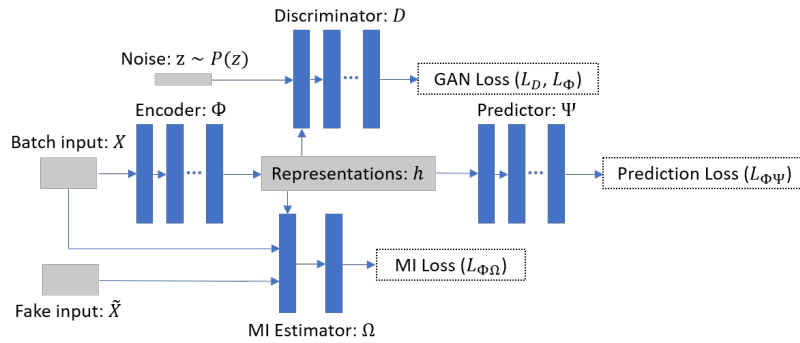 Discriminator: D
Noise: z ~ P(z)
GAN Loss (L_D, L_Φ)
Encoder: Φ
Predictor: Ψ
Batch input: X
Representations: h
Prediction Loss (L_ΦΨ)
MI Loss (L_ΦΩ)
Fake input: X̃
MI Estimator: Ω